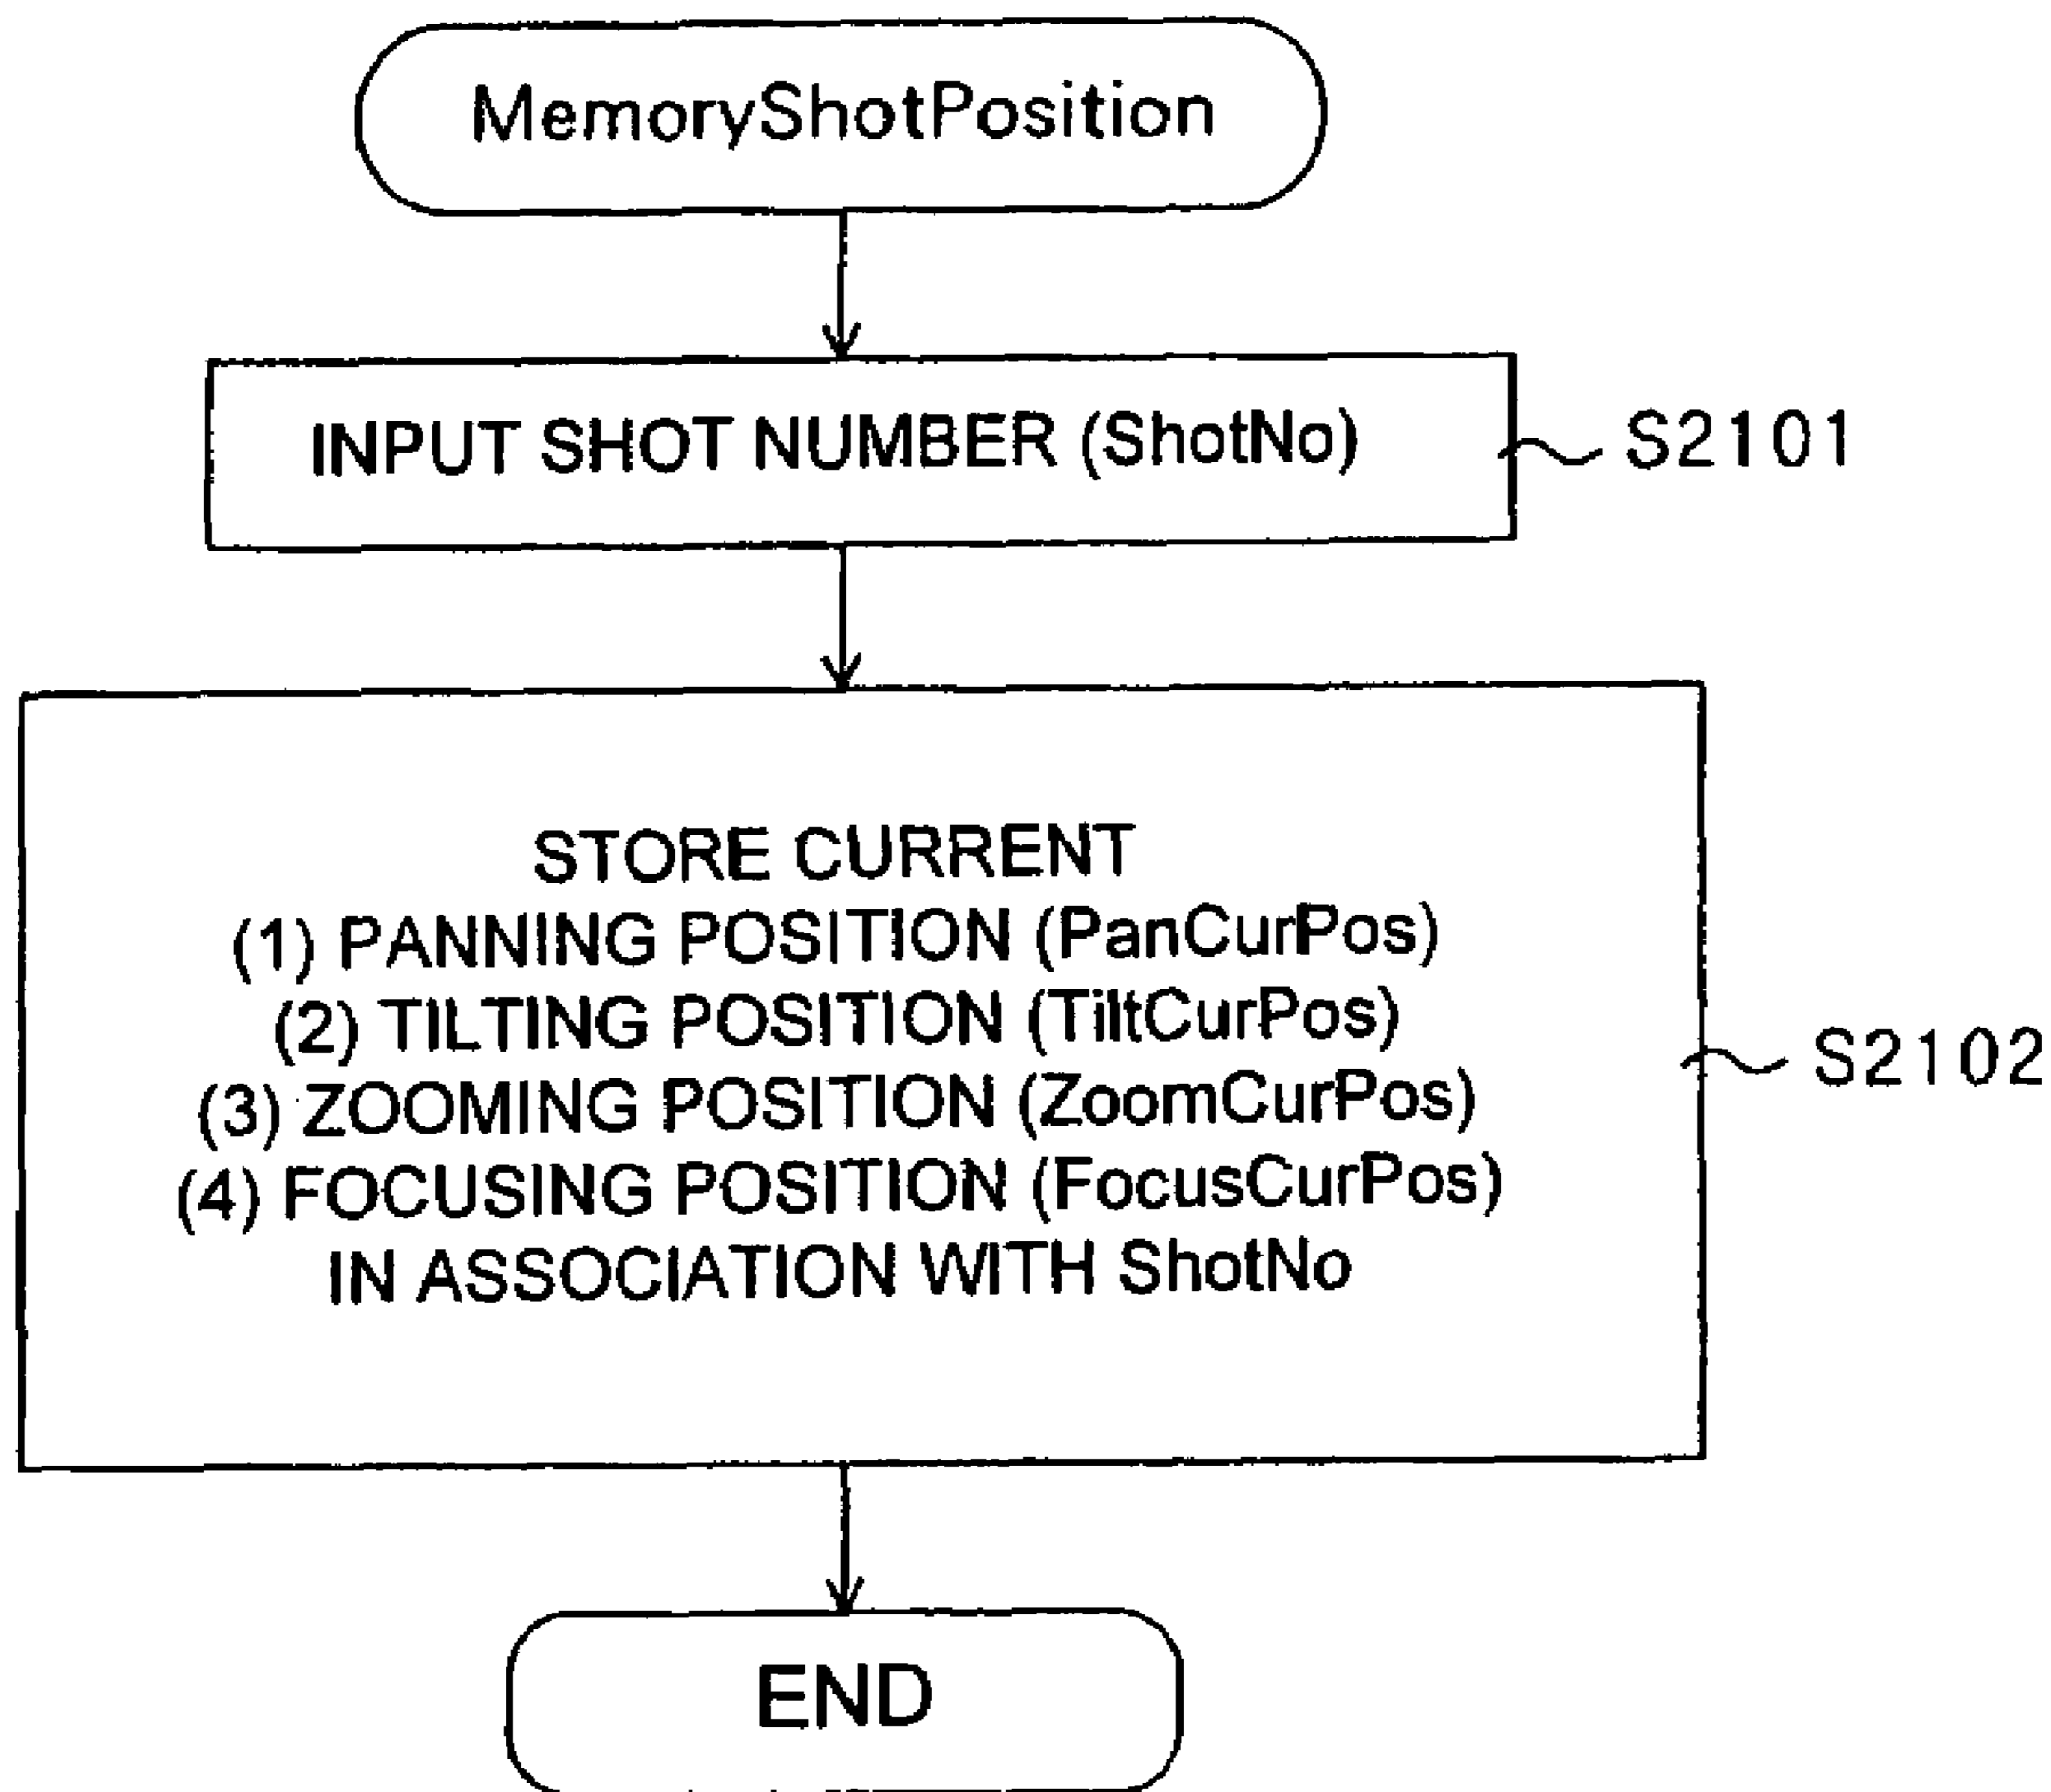 MemoryShotPosition
INPUT SHOT NUMBER (ShotNo)
S2101
STORE CURRENT
(1) PANNING POSITION (PanCurPos)
(2) TILTING POSITION (TiltCurPos)
(3) ZOOMING POSITION (ZoomCurPos)
(4) FOCUSING POSITION (FocusCurPos)
IN ASSOCIATION WITH ShotNo
S2102
END